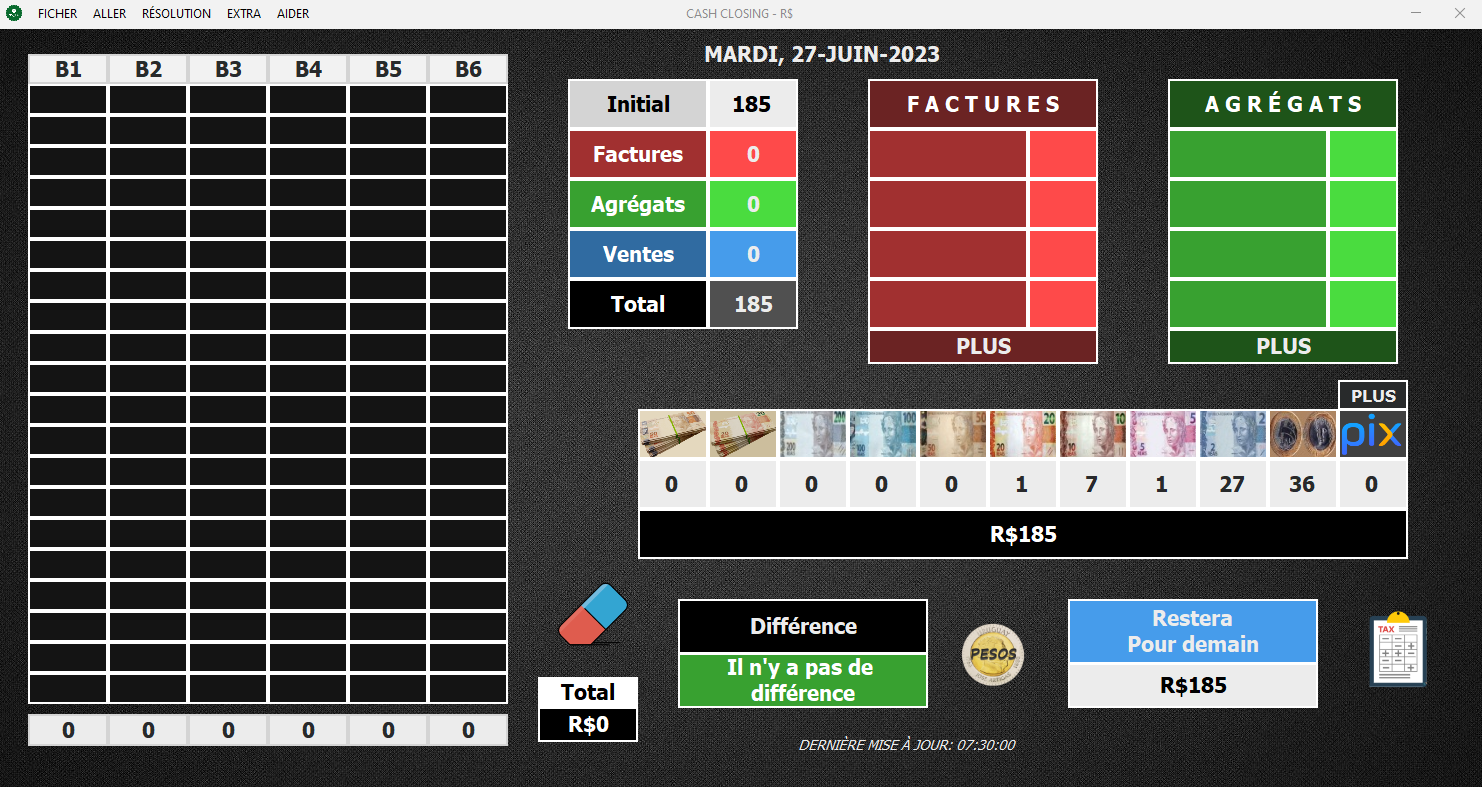 FICHER ALLER RÉSOLUTION EXTRA AIDER
CASH CLOSING - R$
MARDI, 27-JUIN-2023
B1 B2 B3 B4 B5 B6
Initial 185
Factures 0
Agrégats 0
Ventes 0
Total 185
FACTURES
PLUS
AGRÉGATS
PLUS
PLUS
200 100 50 20 10 5 2
pix
0 0 0 0 0 1 7 1 27 36 0
R$185
Différence
Il n'y a pas de
différence
PESOS
Restera
Pour demain
R$185
TAX
Total
R$0
0 0 0 0 0 0
DERNIÈRE MISE À JOUR: 07:30:00